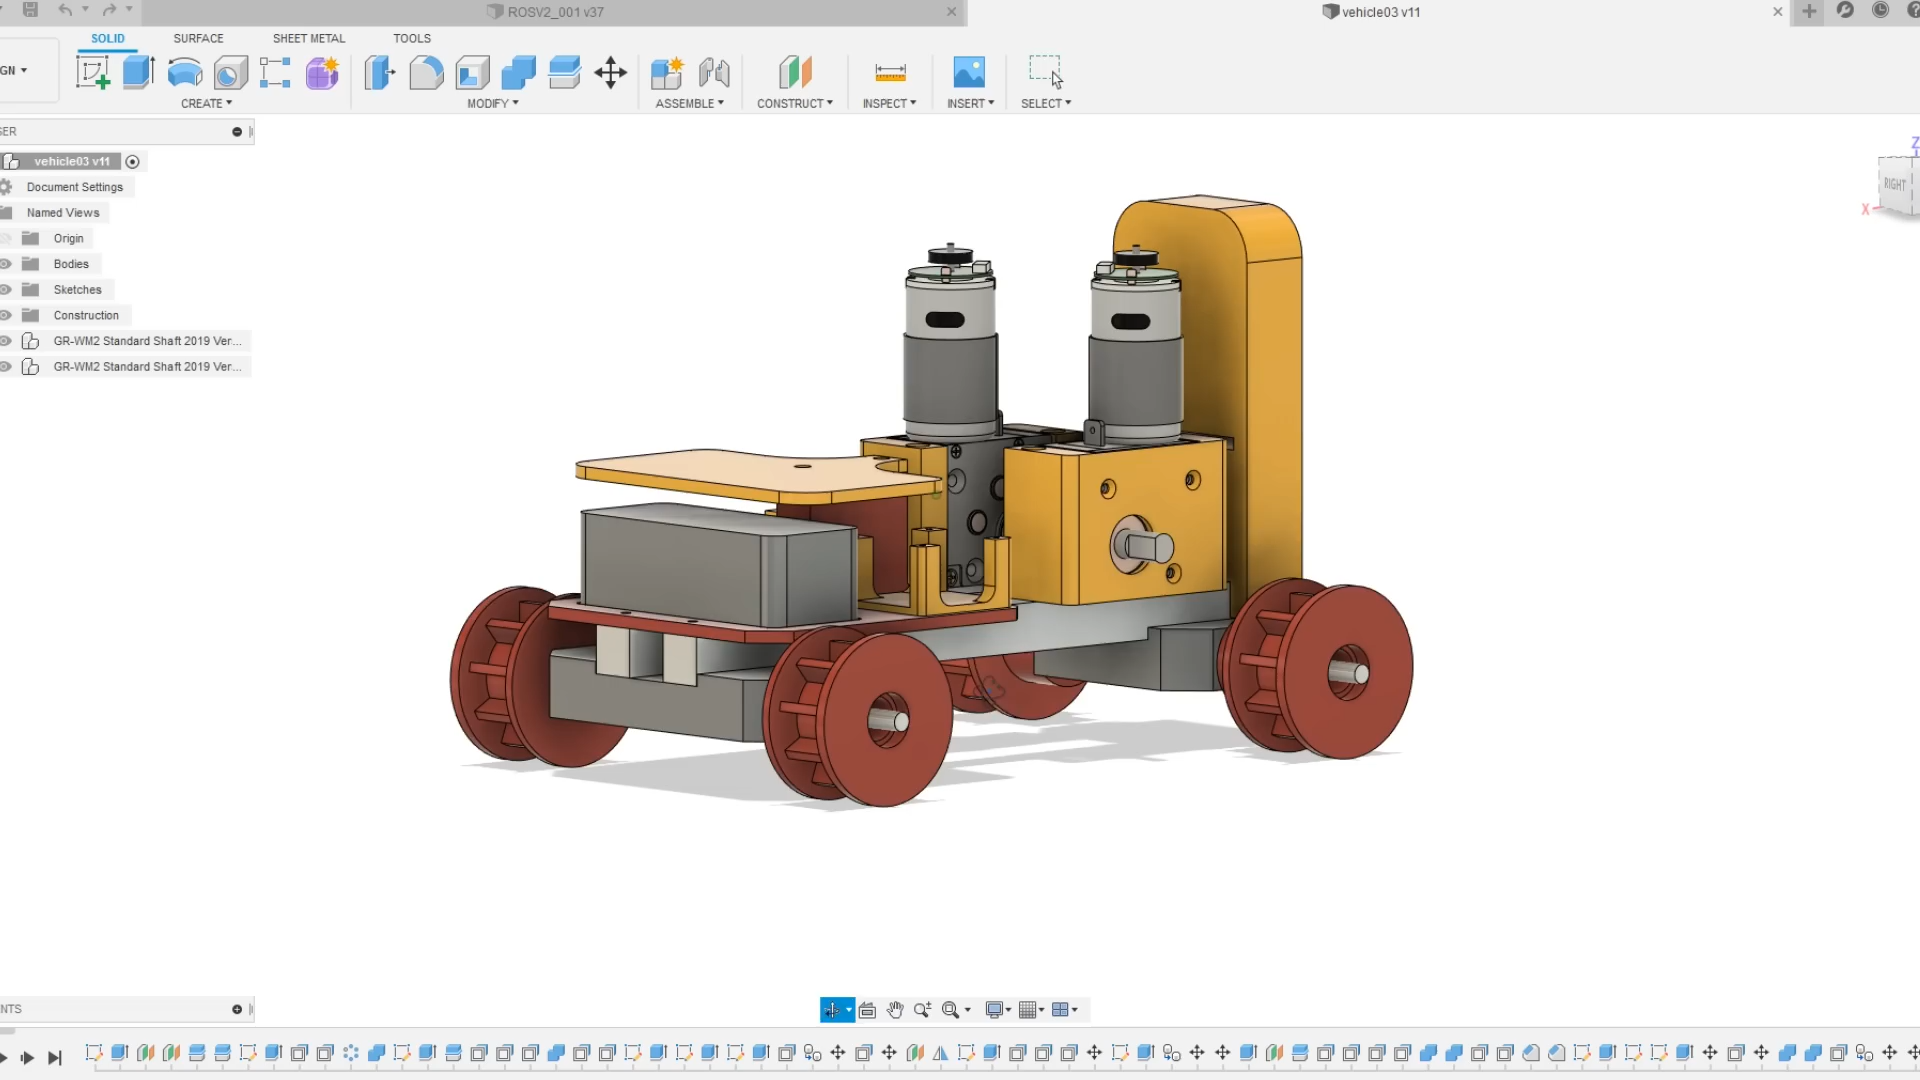 ROSV2_001 v37
vehicle03 v11
SOLID SURFACE SHEET METAL TOOLS
GN
CREATE MODIFY ASSEMBLE CONSTRUCT INSPECT INSERT SELECT
SER
vehicle03 v11
Document Settings
Named Views
Origin
Bodies
Sketches
Construction
GR-WM2 Standard Shaft 2019 Ver...
GR-WM2 Standard Shaft 2019 Ver...
Z
RIGHT
X
NTS